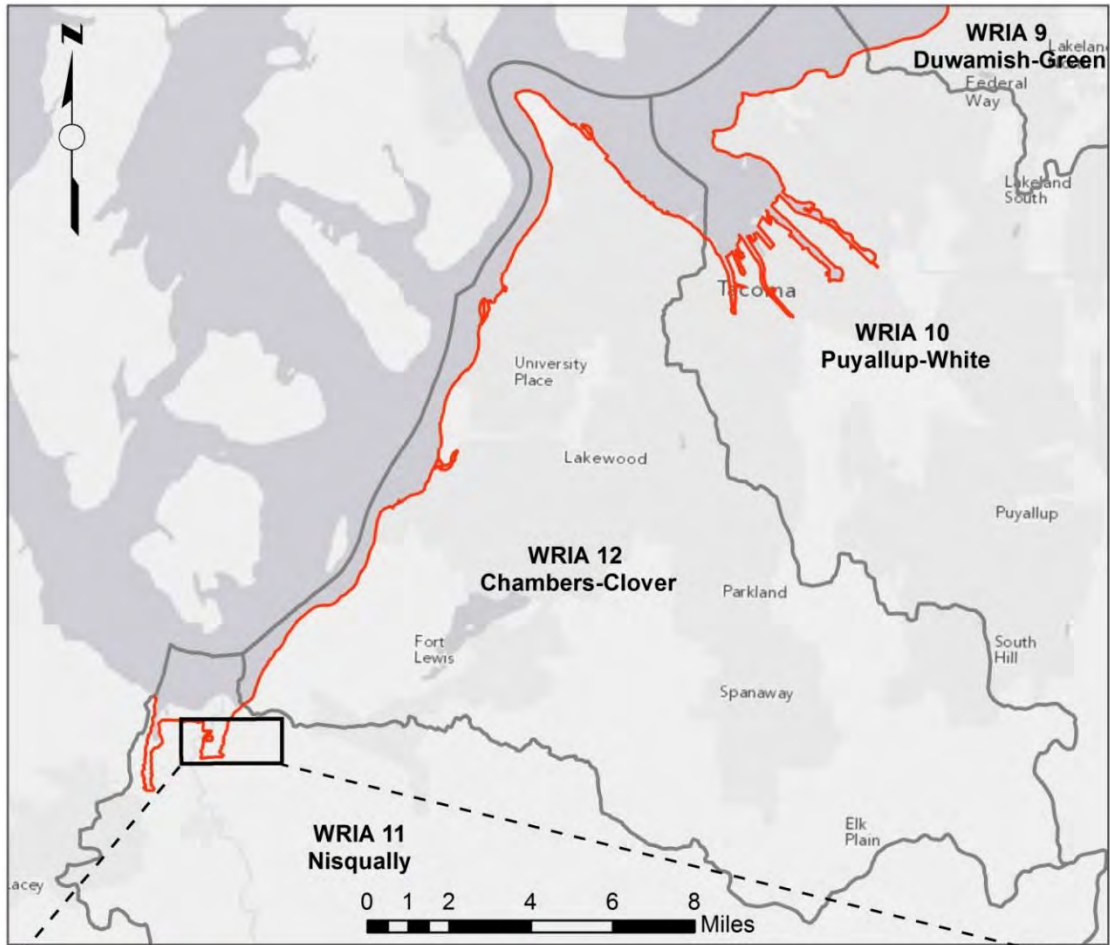 N
WRIA 9
Duwamish-Green
Federal
Way
Lakeland
South
Tacoma
WRIA 10
Puyallup-White
University
Place
Lakewood
Puyallup
WRIA 12
Chambers-Clover
Parkland
Fort
Lewis
South
Hill
Spanaway
WRIA 11
Nisqually
Elk
Plain
Lacey
0 1 2 4 6 8
Miles